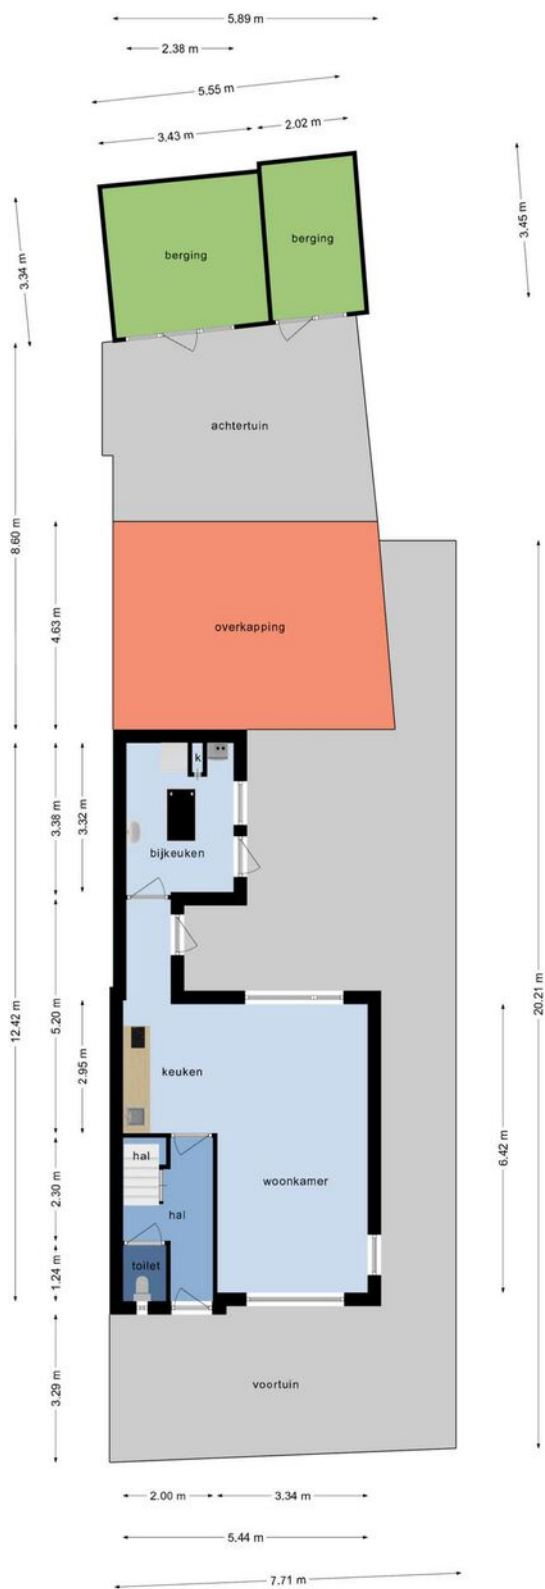 5.89 m
2.38 m
5.55 m
3.43 m
2.02 m
3.34 m
3.45 m
berging
berging
8.60 m
achtertuin
4.63 m
overkapping
20.21 m
12.42 m
3.38 m
3.32 m
k
bijkeuken
5.20 m
2.95 m
keuken
6.42 m
2.30 m
hal
woonkamer
hal
1.24 m
toilet
3.29 m
voortuin
2.00 m
3.34 m
5.44 m
7.71 m